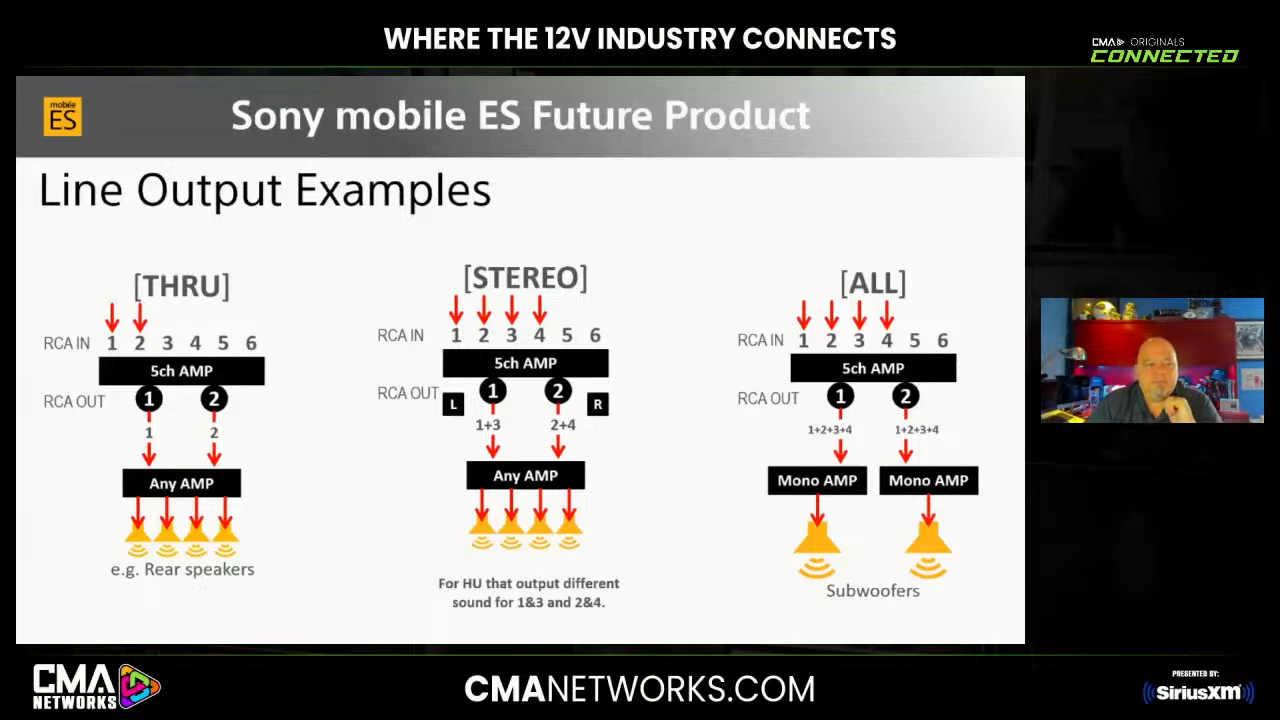 WHERE THE 12V INDUSTRY CONNECTS
CMA ORIGINALS
CONNECTED
mobile
ES
Sony mobile ES Future Product
Line Output Examples
[THRU]
RCA IN 1 2 3 4 5 6
5ch AMP
RCA OUT 1 2
1 2
Any AMP
e.g. Rear speakers
[STEREO]
RCA IN 1 2 3 4 5 6
5ch AMP
RCA OUT L 1 2 R
1+3 2+4
Any AMP
For HU that output different
sound for 1&3 and 2&4.
[ALL]
RCA IN 1 2 3 4 5 6
5ch AMP
RCA OUT 1 2
1+2+3+4 1+2+3+4
Mono AMP Mono AMP
Subwoofers
CMA
NETWORKS
CMANETWORKS.COM
PRESENTED BY:
SiriusXM